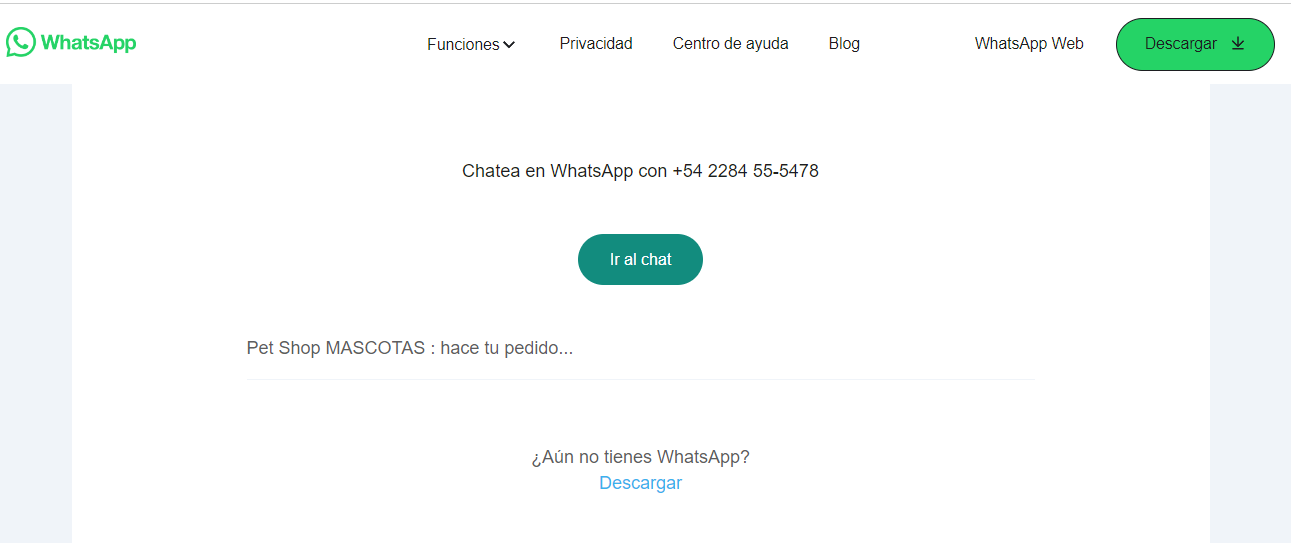 WhatsApp Funciones Privacidad Centro de ayuda Blog WhatsApp Web Descargar
Chatea en WhatsApp con +54 2284 55-5478
Ir al chat
Pet Shop MASCOTAS : hace tu pedido...
¿Aún no tienes WhatsApp?
Descargar